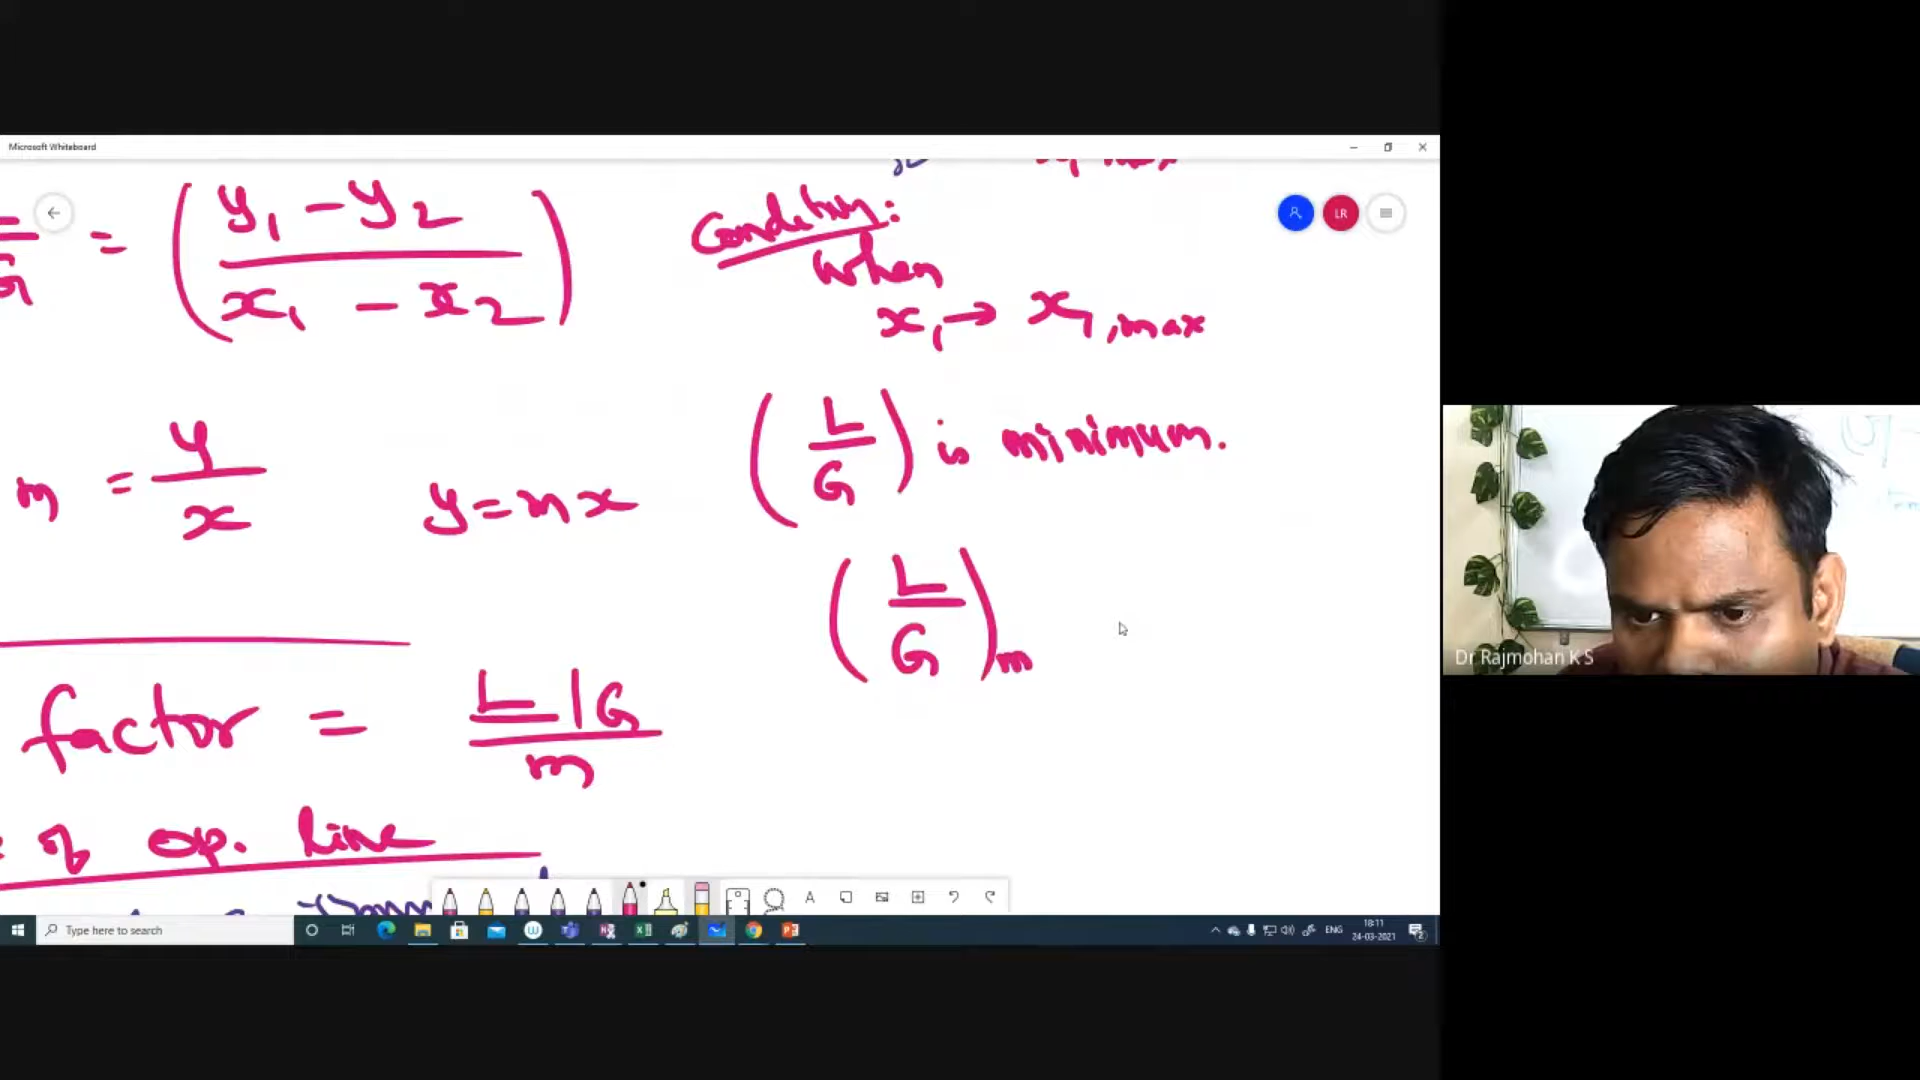 Microsoft Whiteboard
= (y1 - y2 / x1 - x2)
Condition:
when
x1 → x1,max
LR
m = y / x
y = mx
(L/G) is minimum.
(L/G)m
factor = L/G / m
of op. line
Dr Rajmohan K S
Type here to search
ENG
18:11
24-03-2021